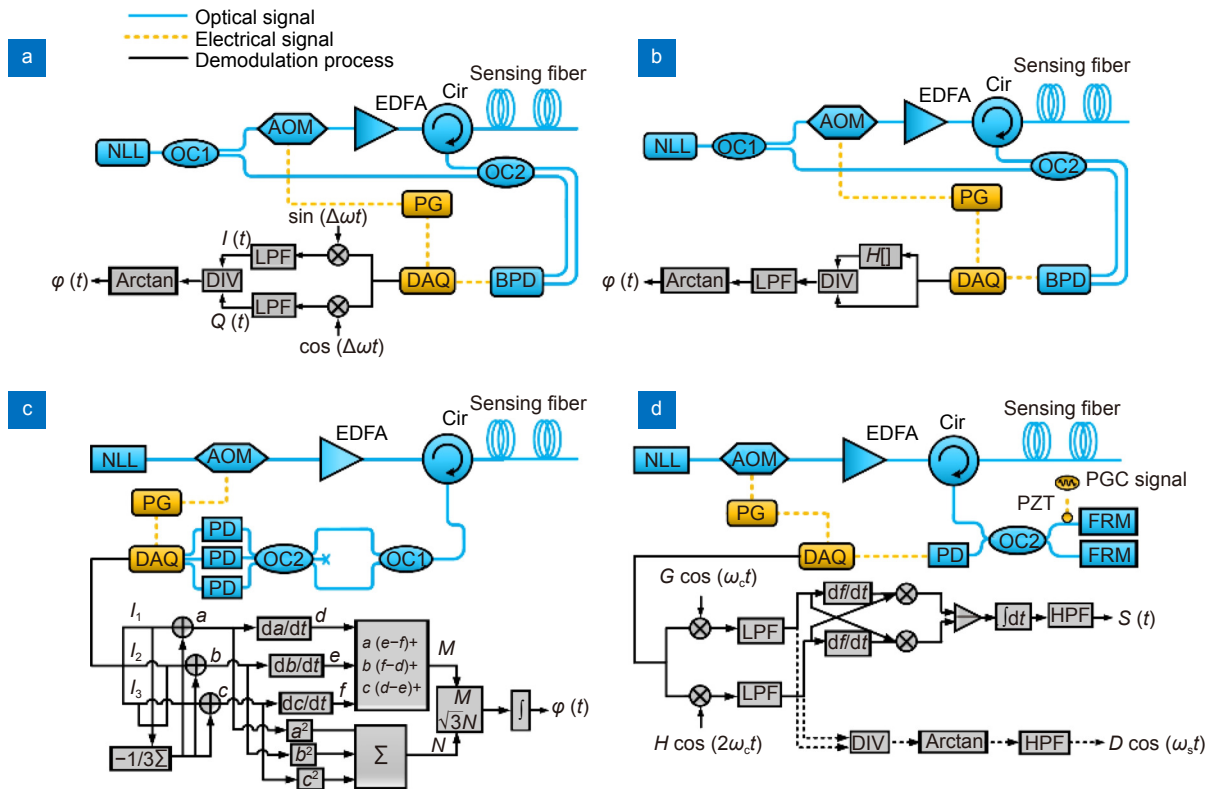 Optical signal
Electrical signal
Demodulation process
a
NLL
OC1
AOM
EDFA
Cir
Sensing fiber
OC2
PG
sin (Δωt)
I (t)
LPF
φ (t)
Arctan
DIV
DAQ
BPD
LPF
Q (t)
cos (Δωt)
b
NLL
OC1
AOM
EDFA
Cir
Sensing fiber
OC2
PG
H[]
φ (t)
Arctan
LPF
DIV
DAQ
BPD
c
NLL
AOM
EDFA
Cir
Sensing fiber
PG
DAQ
PD
PD
PD
OC2
OC1
I1
a
da/dt
d
I2
b
db/dt
e
I3
c
dc/dt
f
a (e−f)+
b (f−d)+
c (d−e)+
M
M
√3N
∫
φ (t)
−1/3Σ
a²
b²
c²
Σ
N
d
NLL
AOM
EDFA
Cir
Sensing fiber
PGC signal
PZT
PG
FRM
DAQ
PD
OC2
FRM
G cos (ωct)
LPF
df/dt
∫dt
HPF
S (t)
df/dt
LPF
H cos (2ωct)
DIV
Arctan
HPF
D cos (ωst)